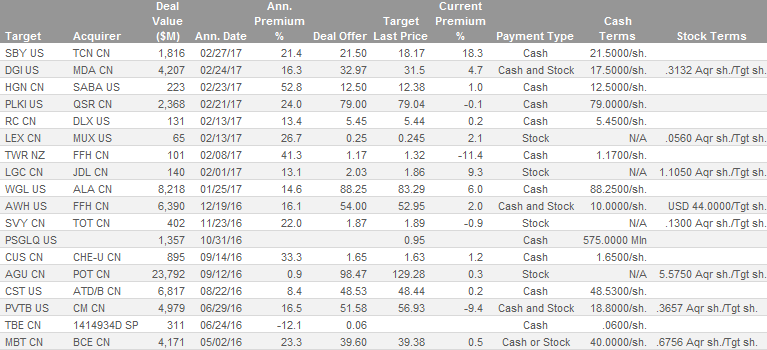 Deal Ann. Current
Value Premium Target Premium Cash
Target Acquirer ($M) Ann. Date % Deal Offer Last Price % Payment Type Terms Stock Terms
SBY US TCN CN 1,816 02/27/17 21.4 21.50 18.17 18.3 Cash 21.5000/sh.
DGI US MDA CN 4,207 02/24/17 16.3 32.97 31.5 4.7 Cash and Stock 17.5000/sh. .3132 Aqr sh./Tgt sh.
HGN CN SABA US 223 02/23/17 52.8 12.50 12.38 1.0 Cash 12.5000/sh.
PLKI US QSR CN 2,368 02/21/17 24.0 79.00 79.04 -0.1 Cash 79.0000/sh.
RC CN DLX US 131 02/13/17 13.4 5.45 5.44 0.2 Cash 5.4500/sh.
LEX CN MUX US 65 02/13/17 26.7 0.25 0.245 2.1 Stock N/A .0560 Aqr sh./Tgt sh.
TWR NZ FFH CN 101 02/08/17 41.3 1.17 1.32 -11.4 Cash 1.1700/sh.
LGC CN JDL CN 140 02/01/17 13.1 2.03 1.86 9.3 Stock N/A 1.1050 Aqr sh./Tgt sh.
WGL US ALA CN 8,218 01/25/17 14.6 88.25 83.29 6.0 Cash 88.2500/sh.
AWH US FFH CN 6,390 12/19/16 16.1 54.00 52.95 2.0 Cash and Stock 10.0000/sh. USD 44.0000/Tgt sh.
SVY CN TOT CN 402 11/23/16 22.0 1.87 1.89 -0.9 Stock N/A .1300 Aqr sh./Tgt sh.
PSGLQ US 1,357 10/31/16 0.95 Cash 575.0000 Mln
CUS CN CHE-U CN 895 09/14/16 33.3 1.65 1.63 1.2 Cash 1.6500/sh.
AGU CN POT CN 23,792 09/12/16 0.9 98.47 129.28 0.3 Stock N/A 5.5750 Aqr sh./Tgt sh.
CST US ATD/B CN 6,817 08/22/16 8.4 48.53 48.44 0.2 Cash 48.5300/sh.
PVTB US CM CN 4,979 06/29/16 16.5 51.58 56.93 -9.4 Cash and Stock 18.8000/sh. .3657 Aqr sh./Tgt sh.
TBE CN 1414934D SP 311 06/24/16 -12.1 0.06 Cash .0600/sh.
MBT CN BCE CN 4,171 05/02/16 23.3 39.60 39.38 0.5 Cash or Stock 40.0000/sh. .6756 Aqr sh./Tgt sh.